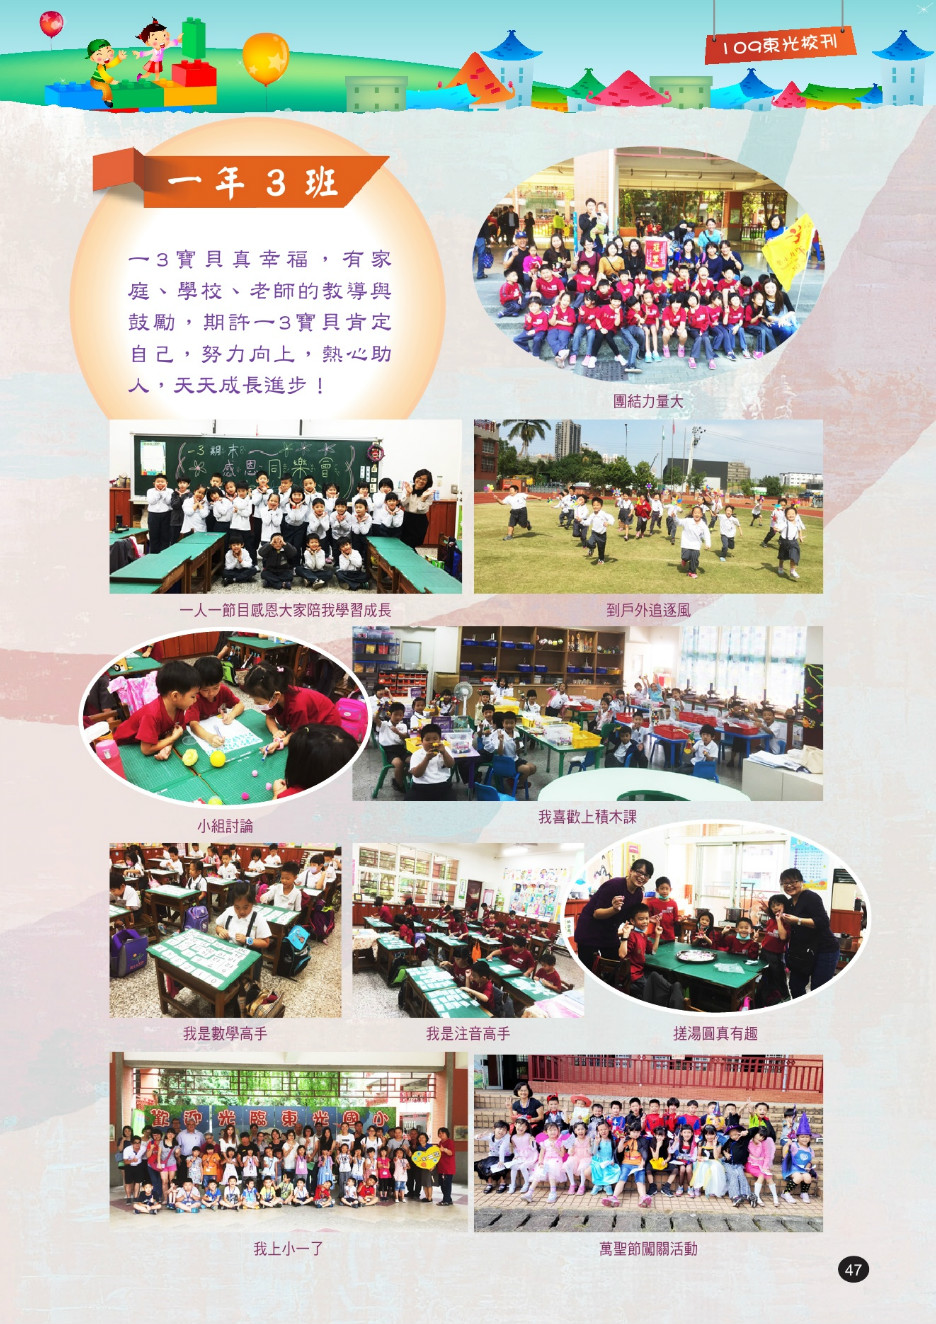 109東光校刊
一年3班
一3寶貝真幸福，有家
庭、學校、老師的教導與
鼓勵，期許一3寶貝肯定
自己，努力向上，熱心助
人，天天成長進步！
團結力量大
一3期末
感恩同樂會
一人一節目感恩大家陪我學習成長
到戶外追逐風
小組討論
我喜歡上積木課
我是數學高手
我是注音高手
搓湯圓真有趣
歡迎光臨東光國小
我上小一了
萬聖節闖關活動
47